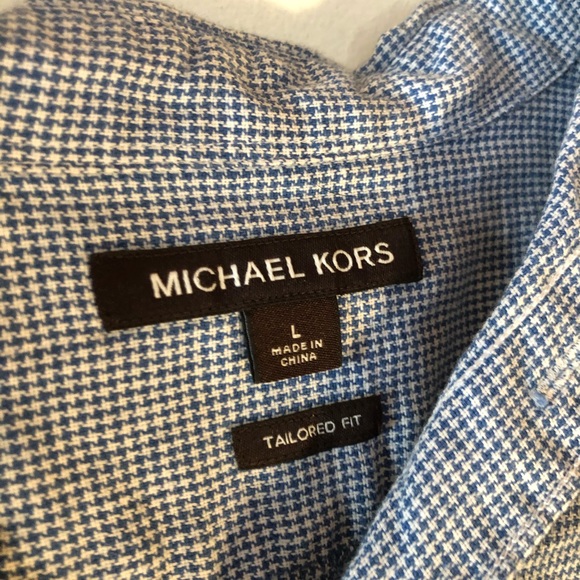 MICHAEL KORS
L
MADE IN
CHINA
TAILORED FIT